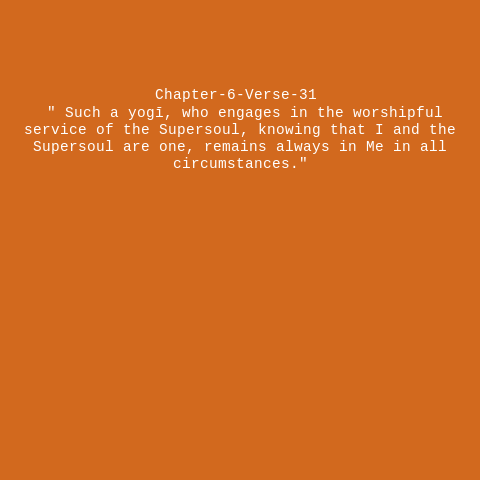 Chapter-6-Verse-31
" Such a yogī, who engages in the worshipful
service of the Supersoul, knowing that I and the
Supersoul are one, remains always in Me in all
circumstances."